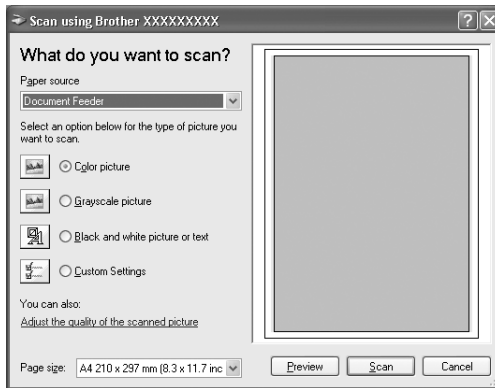 Scan using Brother XXXXXXXXX
What do you want to scan?
Paper source
Document Feeder
Select an option below for the type of picture you
want to scan.
Color picture
Grayscale picture
Black and white picture or text
Custom Settings
You can also:
Adjust the quality of the scanned picture
Page size: A4 210 x 297 mm (8.3 x 11.7 inc
Preview Scan Cancel